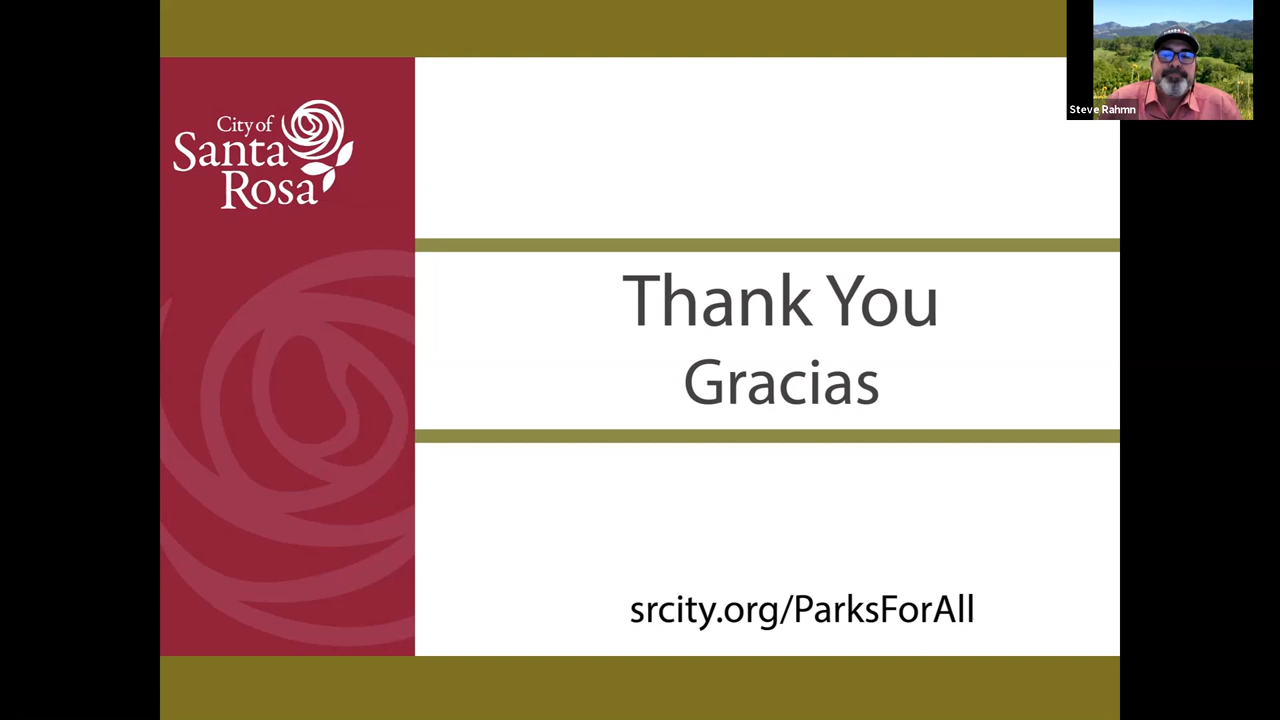 City of
Santa
Rosa
Steve Rahmn
Thank You
Gracias
srcity.org/ParksForAll